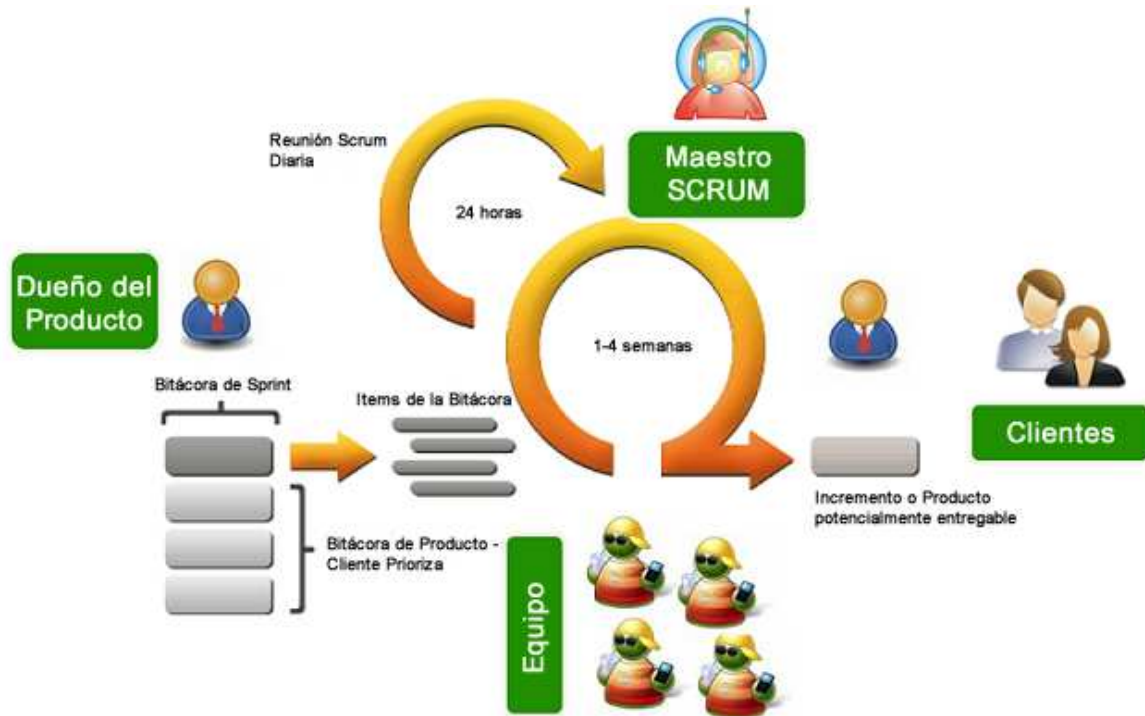 Maestro
SCRUM
Reunión Scrum
Diaria
24 horas
Dueño del
Producto
1-4 semanas
Bitácora de Sprint
Items de la Bitácora
Clientes
Incremento o Producto
potencialmente entregable
Bitácora de Producto -
Cliente Prioriza
Equipo